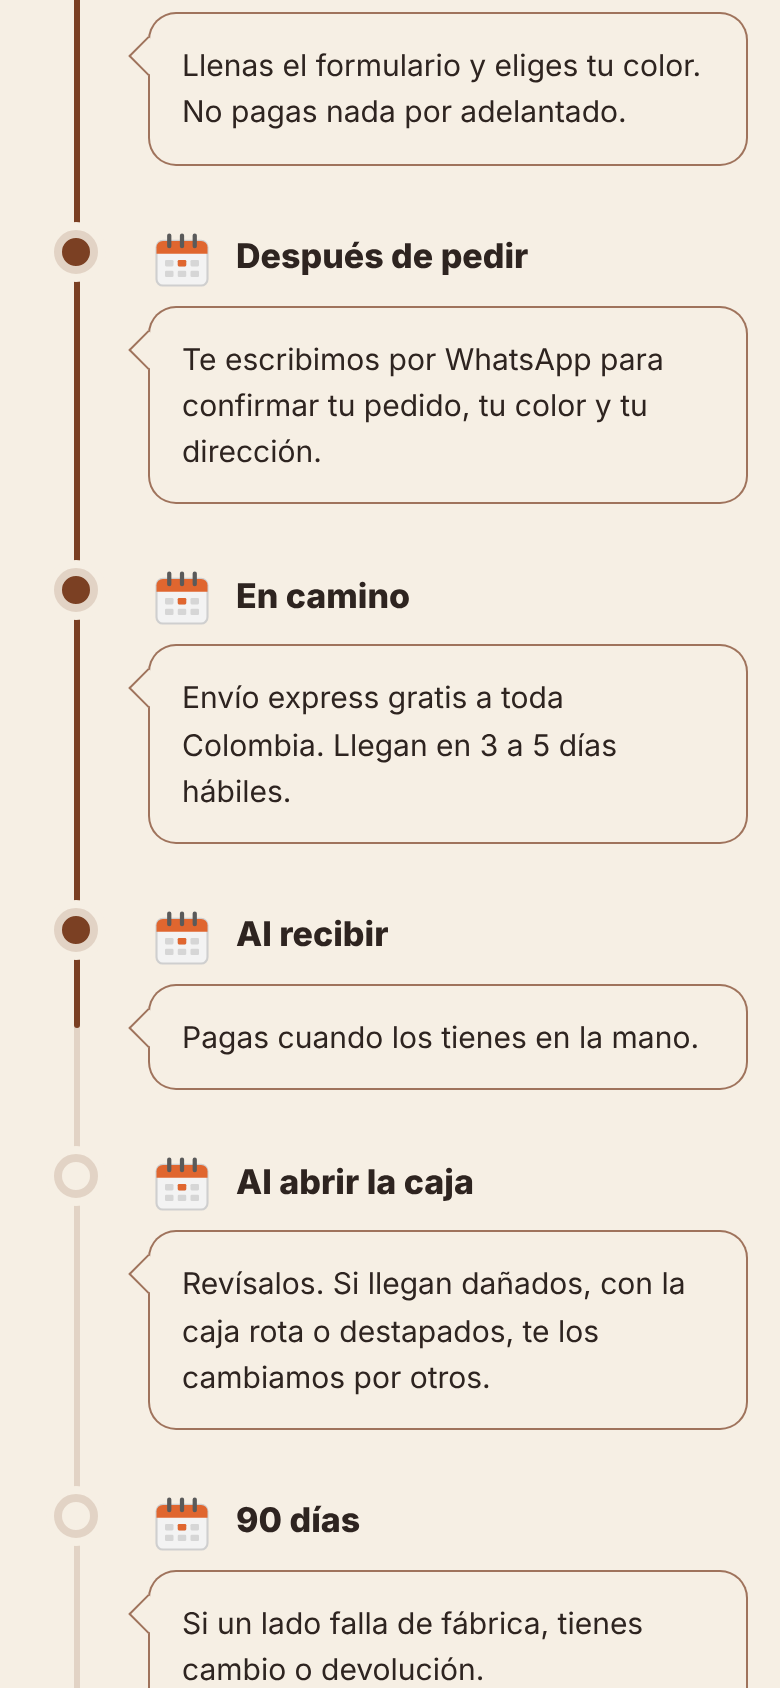 Llenas el formulario y eliges tu color.
No pagas nada por adelantado.
Después de pedir
Te escribimos por WhatsApp para
confirmar tu pedido, tu color y tu
dirección.
En camino
Envío express gratis a toda
Colombia. Llegan en 3 a 5 días
hábiles.
Al recibir
Pagas cuando los tienes en la mano.
Al abrir la caja
Revísalos. Si llegan dañados, con la
caja rota o destapados, te los
cambiamos por otros.
90 días
Si un lado falla de fábrica, tienes
cambio o devolución.